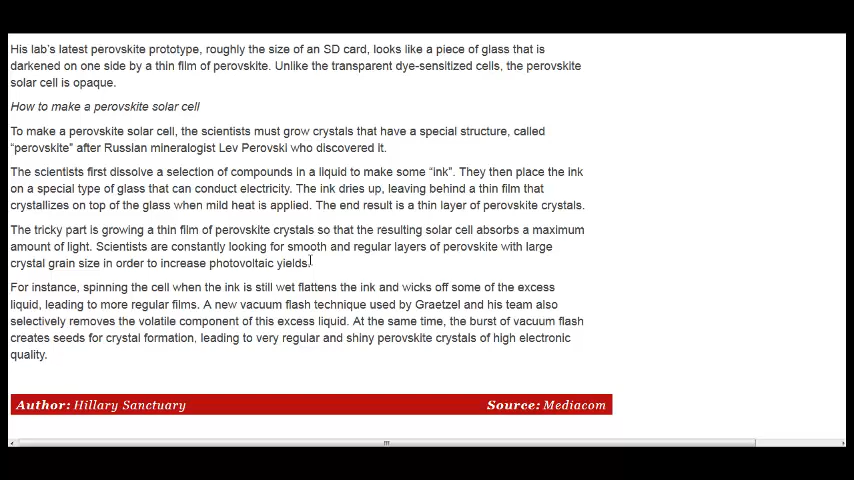 His lab's latest perovskite prototype, roughly the size of an SD card, looks like a piece of glass that is
darkened on one side by a thin film of perovskite. Unlike the transparent dye-sensitized cells, the perovskite
solar cell is opaque.
How to make a perovskite solar cell
To make a perovskite solar cell, the scientists must grow crystals that have a special structure, called
“perovskite” after Russian mineralogist Lev Perovski who discovered it.
The scientists first dissolve a selection of compounds in a liquid to make some “ink”. They then place the ink
on a special type of glass that can conduct electricity. The ink dries up, leaving behind a thin film that
crystallizes on top of the glass when mild heat is applied. The end result is a thin layer of perovskite crystals.
The tricky part is growing a thin film of perovskite crystals so that the resulting solar cell absorbs a maximum
amount of light. Scientists are constantly looking for smooth and regular layers of perovskite with large
crystal grain size in order to increase photovoltaic yields.
For instance, spinning the cell when the ink is still wet flattens the ink and wicks off some of the excess
liquid, leading to more regular films. A new vacuum flash technique used by Graetzel and his team also
selectively removes the volatile component of this excess liquid. At the same time, the burst of vacuum flash
creates seeds for crystal formation, leading to very regular and shiny perovskite crystals of high electronic
quality.
Author: Hillary Sanctuary Source: Mediacom